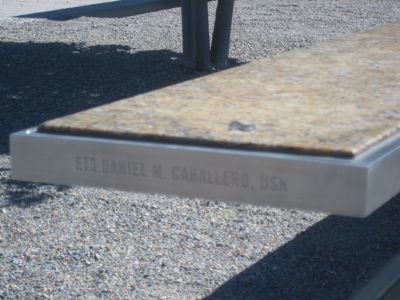 ET3 DANIEL M. CABALLERO, USN